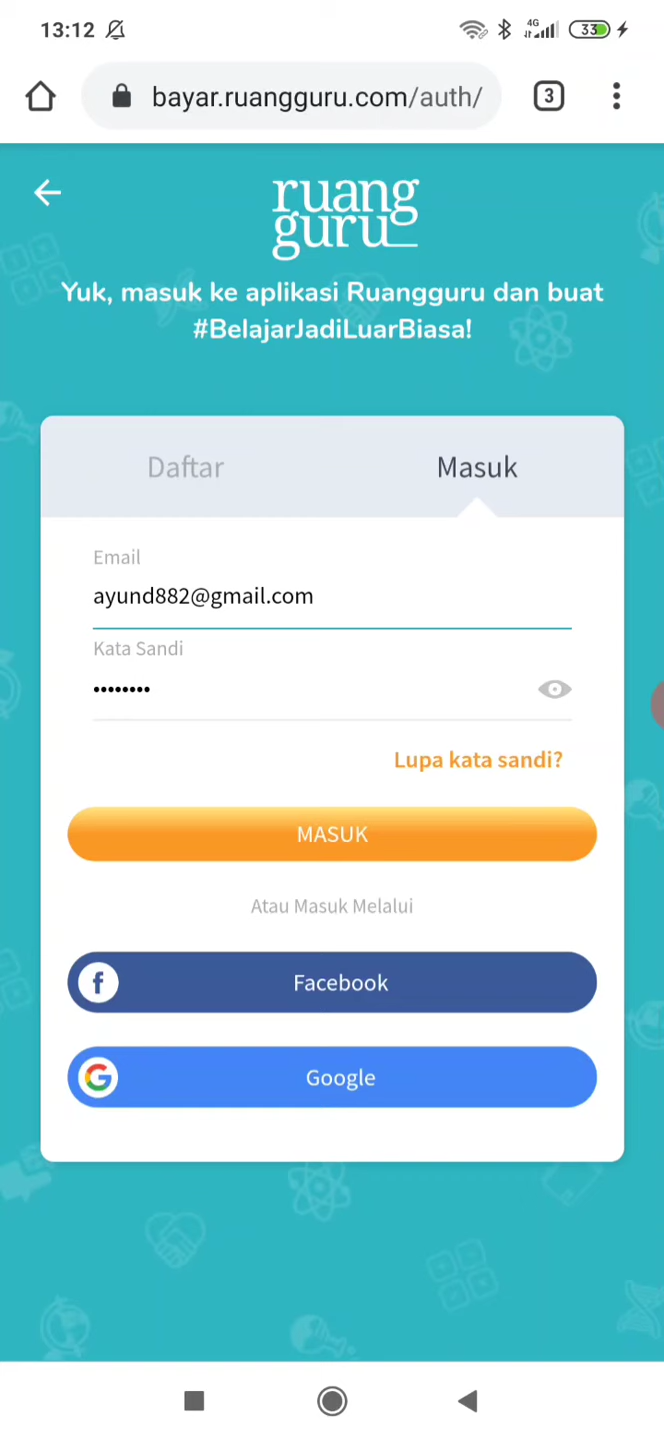 13:12
4G
33
bayar.ruangguru.com/auth/
3
ruang
guru
Yuk, masuk ke aplikasi Ruangguru dan buat
#BelajarJadiLuarBiasa!
Daftar
Masuk
Email
ayund882@gmail.com
Kata Sandi
••••••••
Lupa kata sandi?
MASUK
Atau Masuk Melalui
f
Facebook
G
Google